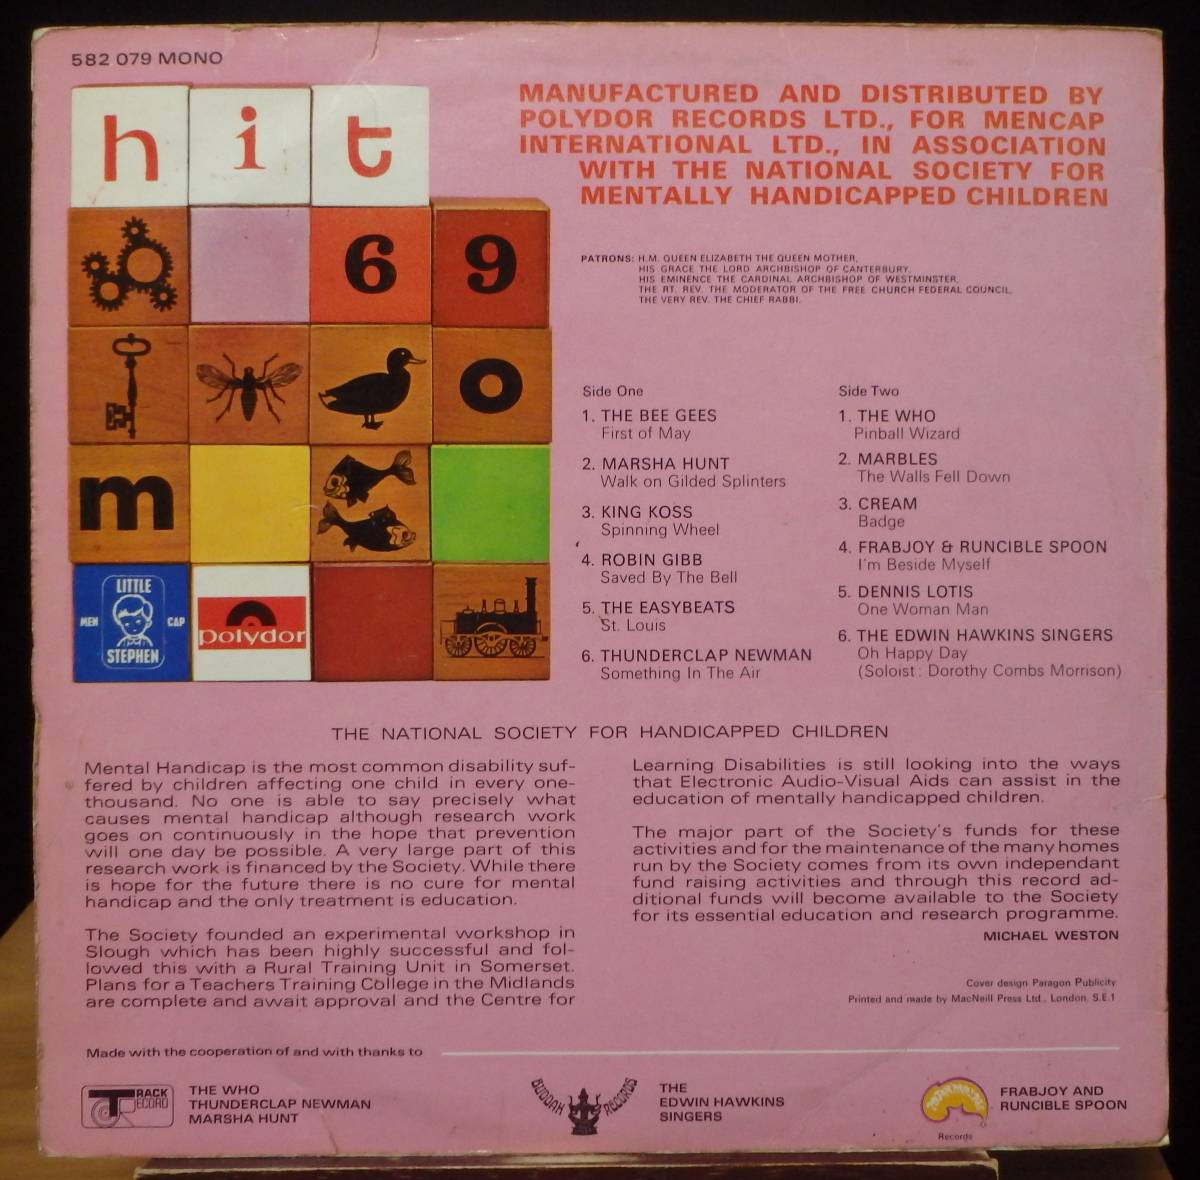 582 079 MONO
h i t
6 9
o
m
LITTLE
MEN CAP
STEPHEN
polydor
MANUFACTURED AND DISTRIBUTED BY
POLYDOR RECORDS LTD., FOR MENCAP
INTERNATIONAL LTD., IN ASSOCIATION
WITH THE NATIONAL SOCIETY FOR
MENTALLY HANDICAPPED CHILDREN
PATRONS: H.M. QUEEN ELIZABETH THE QUEEN MOTHER,
HIS GRACE THE LORD ARCHBISHOP OF CANTERBURY,
HIS EMINENCE THE CARDINAL ARCHBISHOP OF WESTMINSTER,
THE RT. REV. THE MODERATOR OF THE FREE CHURCH FEDERAL COUNCIL,
THE VERY REV. THE CHIEF RABBI.
Side One
1. THE BEE GEES
First of May
2. MARSHA HUNT
Walk on Gilded Splinters
3. KING KOSS
Spinning Wheel
4. ROBIN GIBB
Saved By The Bell
5. THE EASYBEATS
St. Louis
6. THUNDERCLAP NEWMAN
Something In The Air
Side Two
1. THE WHO
Pinball Wizard
2. MARBLES
The Walls Fell Down
3. CREAM
Badge
4. FRABJOY & RUNCIBLE SPOON
I'm Beside Myself
5. DENNIS LOTIS
One Woman Man
6. THE EDWIN HAWKINS SINGERS
Oh Happy Day
(Soloist: Dorothy Combs Morrison)
THE NATIONAL SOCIETY FOR HANDICAPPED CHILDREN
Mental Handicap is the most common disability suf-
fered by children affecting one child in every one-
thousand. No one is able to say precisely what
causes mental handicap although research work
goes on continuously in the hope that prevention
will one day be possible. A very large part of this
research work is financed by the Society. While there
is hope for the future there is no cure for mental
handicap and the only treatment is education.
The Society founded an experimental workshop in
Slough which has been highly successful and fol-
lowed this with a Rural Training Unit in Somerset.
Plans for a Teachers Training College in the Midlands
are complete and await approval and the Centre for
Learning Disabilities is still looking into the ways
that Electronic Audio-Visual Aids can assist in the
education of mentally handicapped children.
The major part of the Society's funds for these
activities and for the maintenance of the many homes
run by the Society comes from its own independant
fund raising activities and through this record ad-
ditional funds will become available to the Society
for its essential education and research programme.
MICHAEL WESTON
Cover design Paragon Publicity
Printed and made by MacNeill Press Ltd., London, S.E.1
Made with the cooperation of and with thanks to
TRACK
RECORD
THE WHO
THUNDERCLAP NEWMAN
MARSHA HUNT
BUDDAH RECORDS
THE
EDWIN HAWKINS
SINGERS
Records
FRABJOY AND
RUNCIBLE SPOON